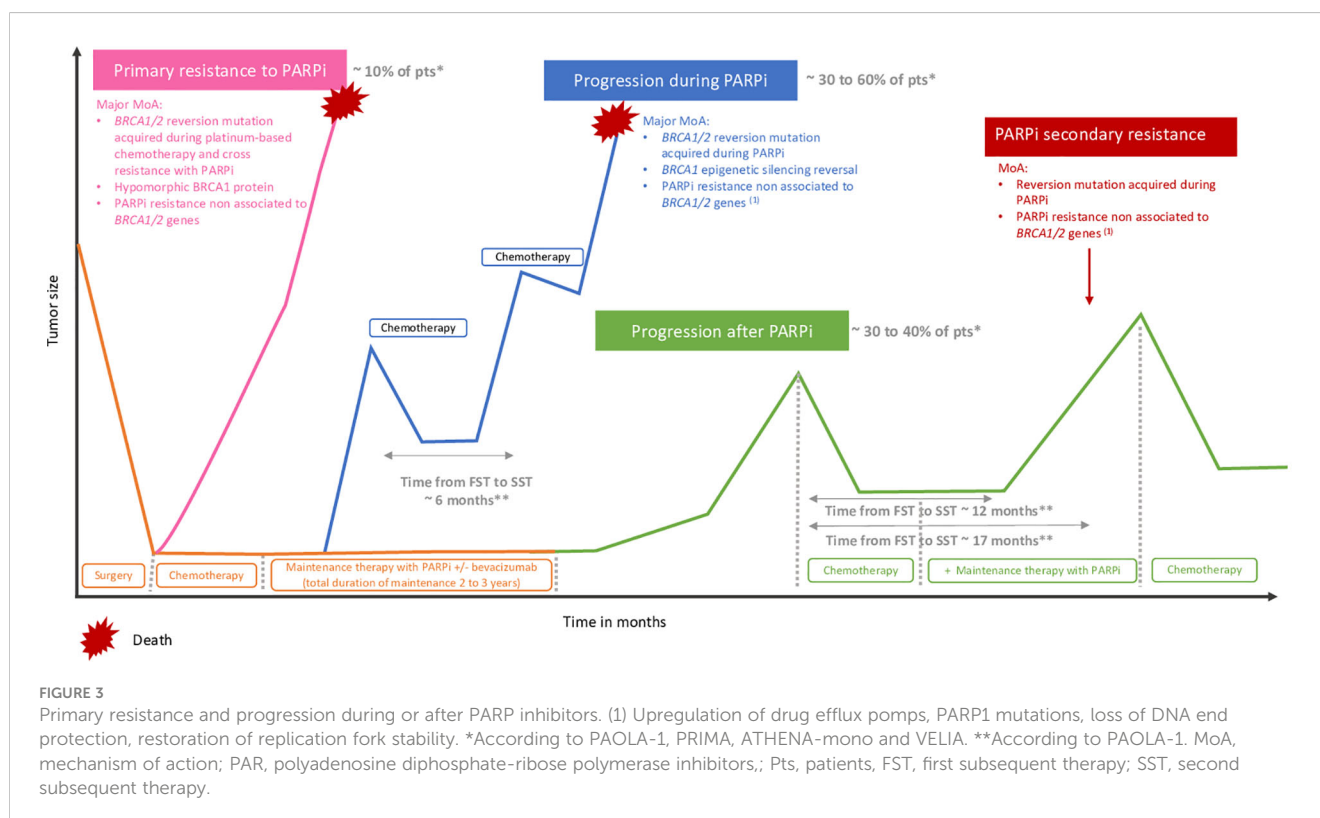 Primary resistance to PARPi
~ 10% of pts*
Major MoA:
• BRCA1/2 reversion mutation
acquired during platinum-based
chemotherapy and cross
resistance with PARPi
• Hypomorphic BRCA1 protein
• PARPi resistance non associated to
BRCA1/2 genes
Progression during PARPi
~ 30 to 60% of pts*
Major MoA:
• BRCA1/2 reversion mutation
acquired during PARPi
• BRCA1 epigenetic silencing reversal
• PARPi resistance non associated to
BRCA1/2 genes (1)
PARPi secondary resistance
MoA:
• Reversion mutation acquired during
PARPi
• PARPi resistance non associated to
BRCA1/2 genes (1)
Tumor size
Chemotherapy
Chemotherapy
Progression after PARPi
~ 30 to 40% of pts*
Time from FST to SST
~ 6 months**
Time from FST to SST ~ 12 months**
Time from FST to SST ~ 17 months**
Surgery
Chemotherapy
Maintenance therapy with PARPi +/- bevacizumab
(total duration of maintenance 2 to 3 years)
Chemotherapy
+ Maintenance therapy with PARPi
Chemotherapy
Time in months
Death
FIGURE 3
Primary resistance and progression during or after PARP inhibitors. (1) Upregulation of drug efflux pomps, PARP1 mutations, loss of DNA end
protection, restoration of replication fork stability. *According to PAOLA-1, PRIMA, ATHENA-mono and VELIA. **According to PAOLA-1. MoA,
mechanism of action; PAR, polyadenosine diphosphate-ribose polymerase inhibitors,; Pts, patients, FST, first subsequent therapy; SST, second
subsequent therapy.